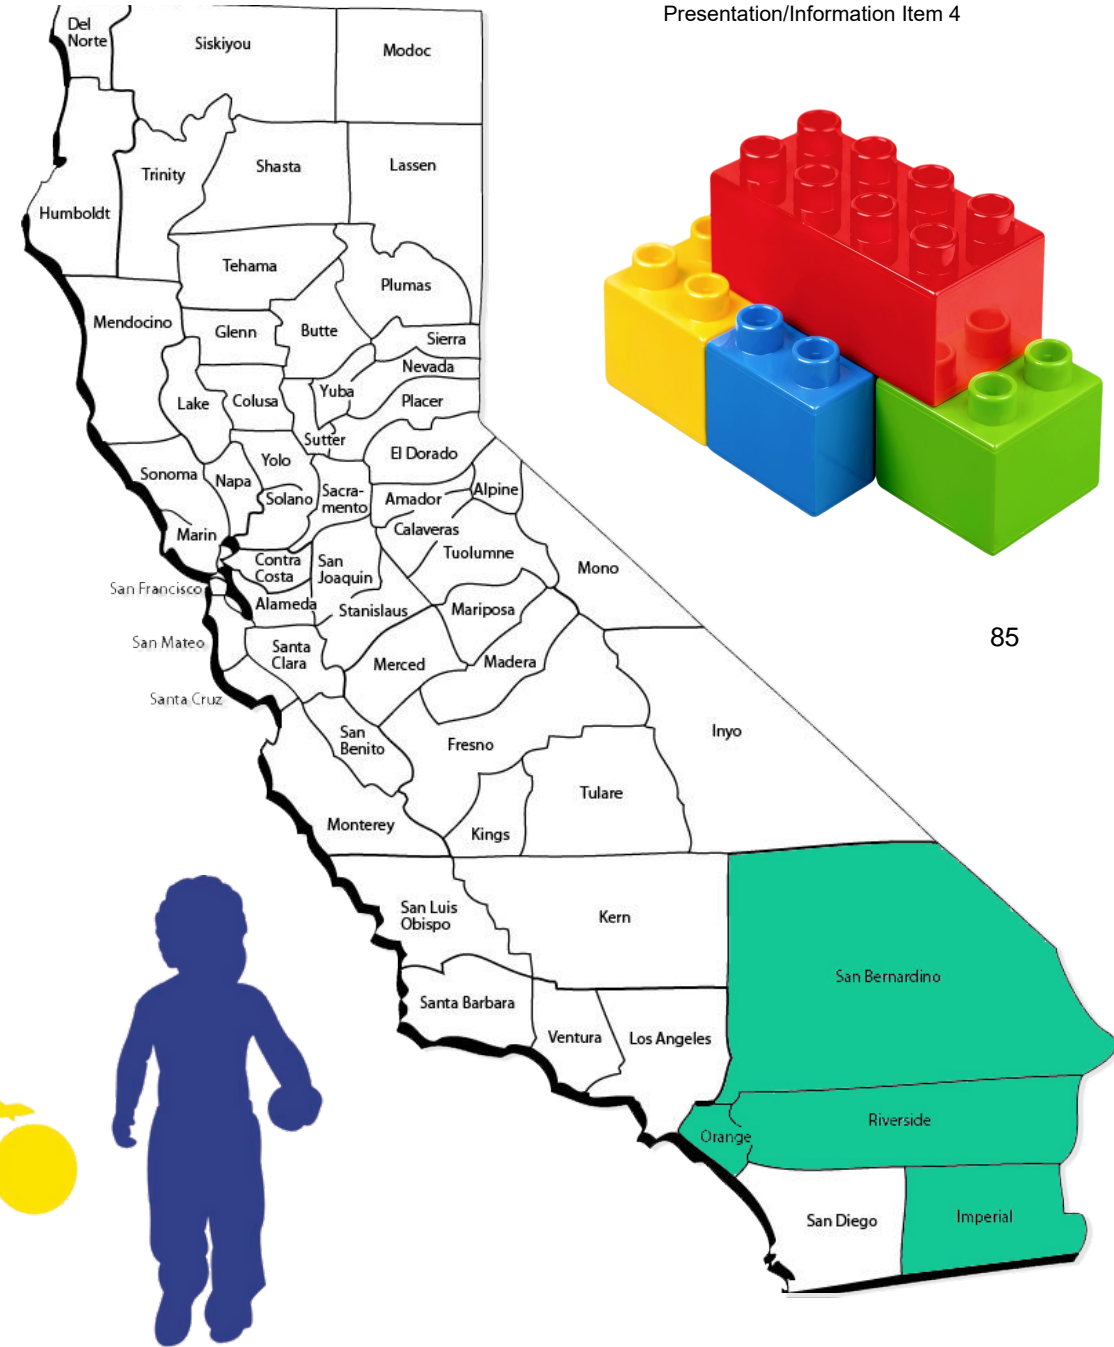 Presentation/Information Item 4
Del
Norte
Siskiyou
Modoc
Humboldt
Trinity
Shasta
Lassen
Tehama
Plumas
Mendocino
Glenn
Butte
Sierra
Nevada
Lake
Colusa
Yuba
Placer
Sutter
El Dorado
Sonoma
Napa
Yolo
Solano
Sacra-
mento
Amador
Alpine
Marin
Calaveras
Contra
Costa
San
Joaquin
Tuolumne
Mono
San Francisco
Alameda
Stanislaus
Mariposa
San Mateo
Santa
Clara
Merced
Madera
85
Santa Cruz
San
Benito
Fresno
Inyo
Monterey
Kings
Tulare
San Luis
Obispo
Kern
San Bernardino
Santa Barbara
Ventura
Los Angeles
Orange
Riverside
San Diego
Imperial